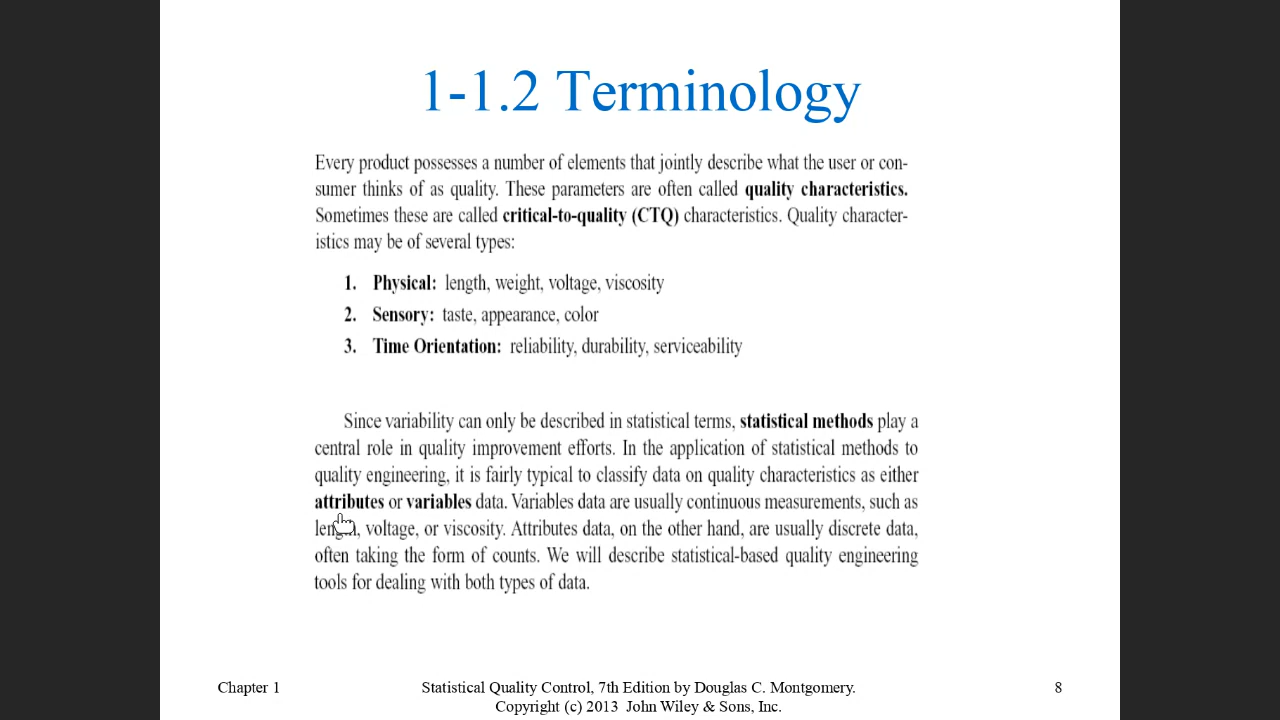 1-1.2 Terminology
Every product possesses a number of elements that jointly describe what the user or con-
sumer thinks of as quality. These parameters are often called quality characteristics.
Sometimes these are called critical-to-quality (CTQ) characteristics. Quality character-
istics may be of several types:
1. Physical: length, weight, voltage, viscosity
2. Sensory: taste, appearance, color
3. Time Orientation: reliability, durability, serviceability
Since variability can only be described in statistical terms, statistical methods play a
central role in quality improvement efforts. In the application of statistical methods to
quality engineering, it is fairly typical to classify data on quality characteristics as either
attributes or variables data. Variables data are usually continuous measurements, such as
length, voltage, or viscosity. Attributes data, on the other hand, are usually discrete data,
often taking the form of counts. We will describe statistical-based quality engineering
tools for dealing with both types of data.
Chapter 1
Statistical Quality Control, 7th Edition by Douglas C. Montgomery.
Copyright (c) 2013 John Wiley & Sons, Inc.
8